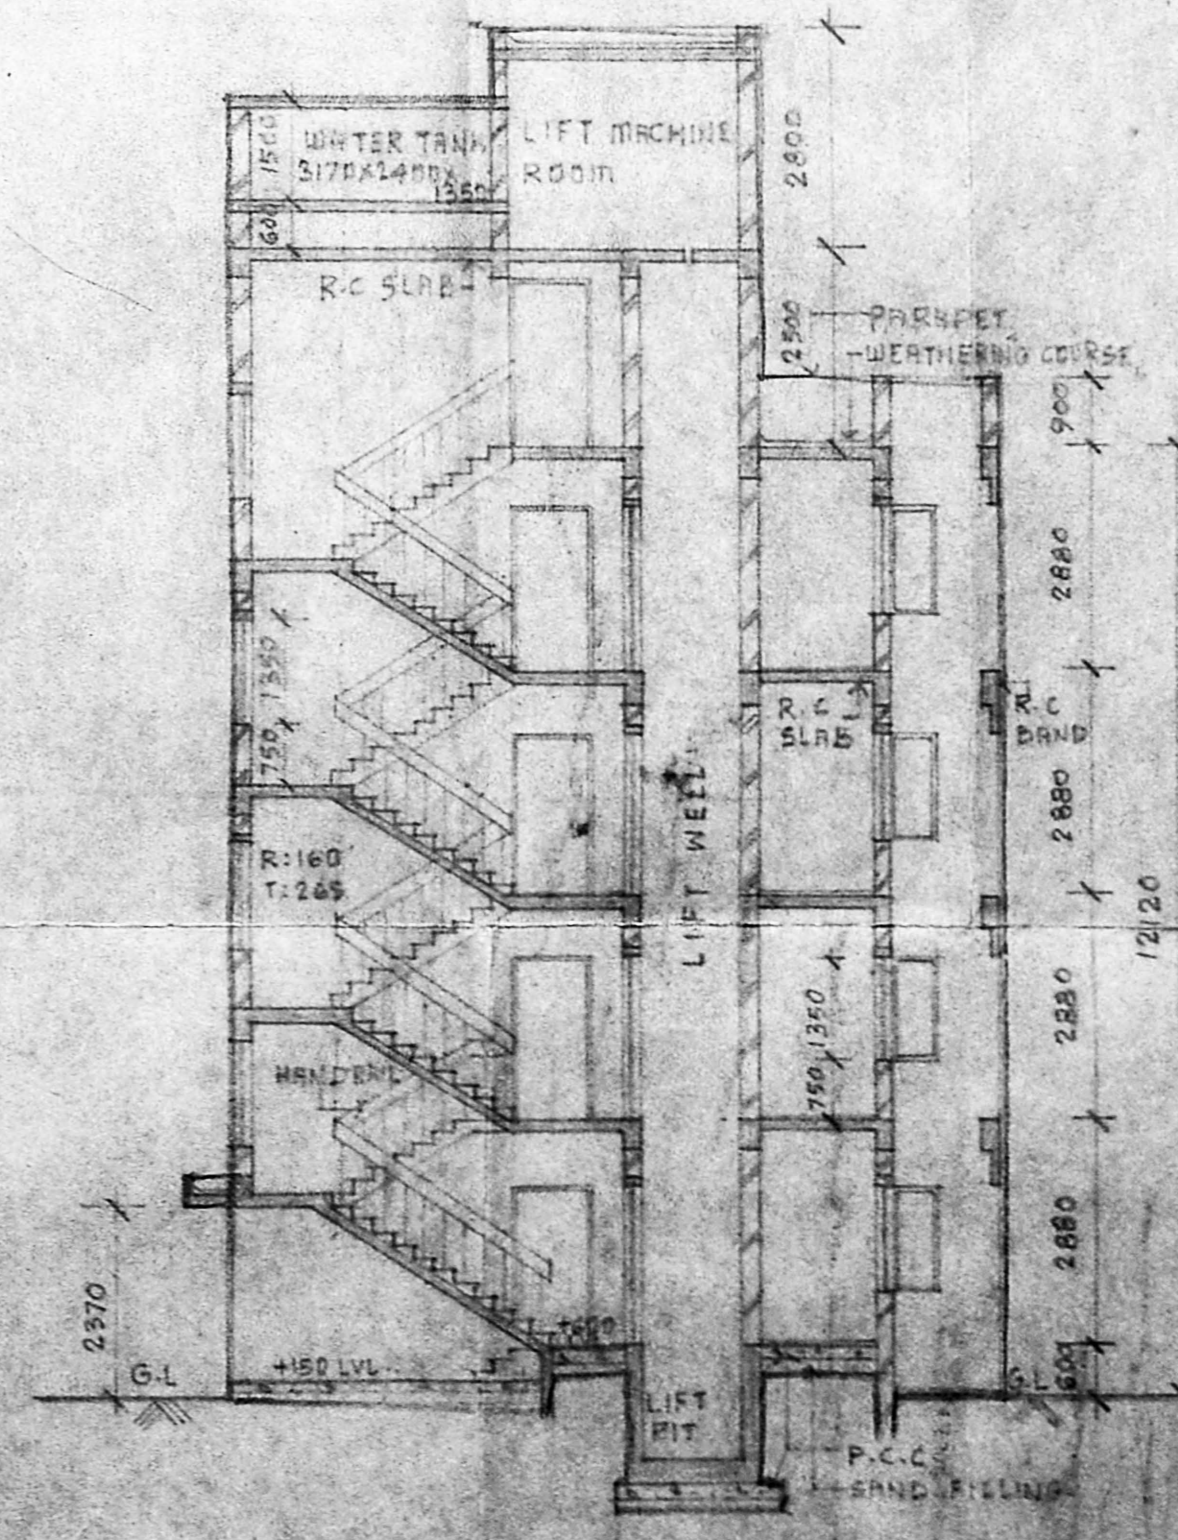 2800
1500
WATER TANK
3170X2400X
1350
LIFT MACHINE
ROOM
600
R.C SLAB
2500
PARAPET
WEATHERING COURSE
900
2880
1350
750
R.C
SLAB
R.C
BAND
LIFT WELL
2880
R:160
T:265
12120
2880
1350
750
HANDRAIL
2880
2370
+600
+150 LVL
G.L
G.L
600
LIFT
PIT
P.C.C
SAND FILLING